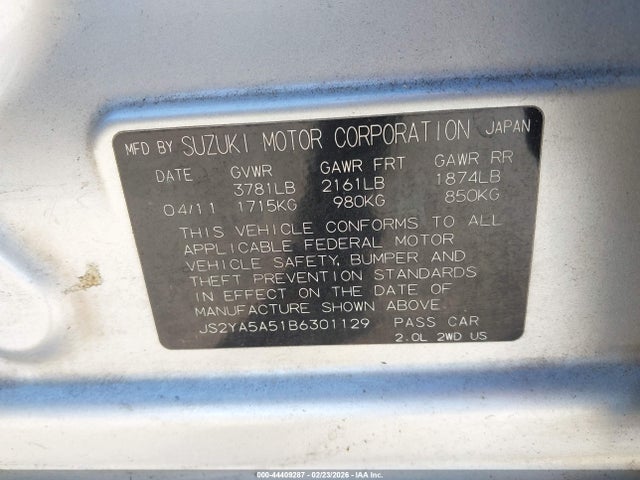 MFD BY SUZUKI MOTOR CORPORATION JAPAN
DATE GVWR GAWR FRT GAWR RR
3781LB 2161LB 1874LB
04/11 1715KG 980KG 850KG
THIS VEHICLE CONFORMS TO ALL
APPLICABLE FEDERAL MOTOR
VEHICLE SAFETY, BUMPER AND
THEFT PREVENTION STANDARDS
IN EFFECT ON THE DATE OF
MANUFACTURE SHOWN ABOVE.
JS2YA5A51B6301129 PASS CAR
2.0L 2WD US
000-44409287 - 02/23/2026 - IAA Inc.